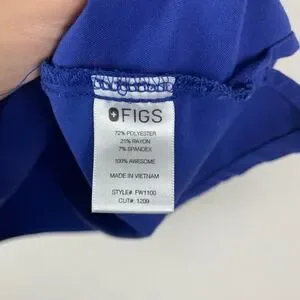 FIGS
72% POLYESTER
21% RAYON
7% SPANDEX
100% AWESOME
MADE IN VIETNAM
STYLE# FW1100
CUT#: 1209